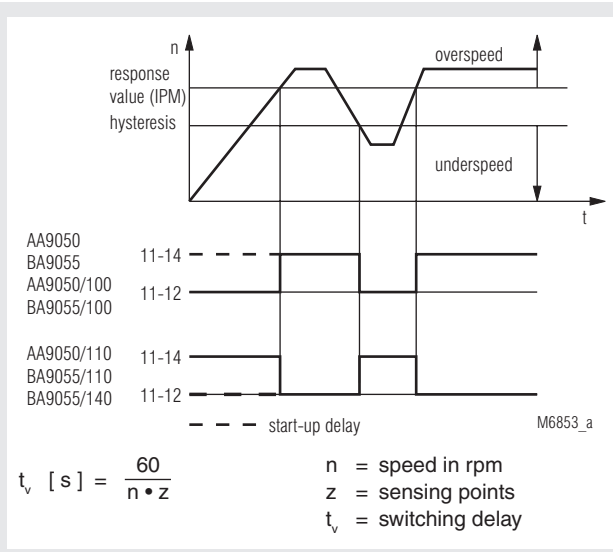 n
overspeed
response
value (IPM)
hysteresis
underspeed
t
AA9050
BA9055
AA9050/100
BA9055/100
11-14
11-12
AA9050/110
BA9055/110
BA9055/140
11-14
11-12
start-up delay
M6853_a
tv [ s ] = 60 / n • z
n = speed in rpm
z = sensing points
tv = switching delay